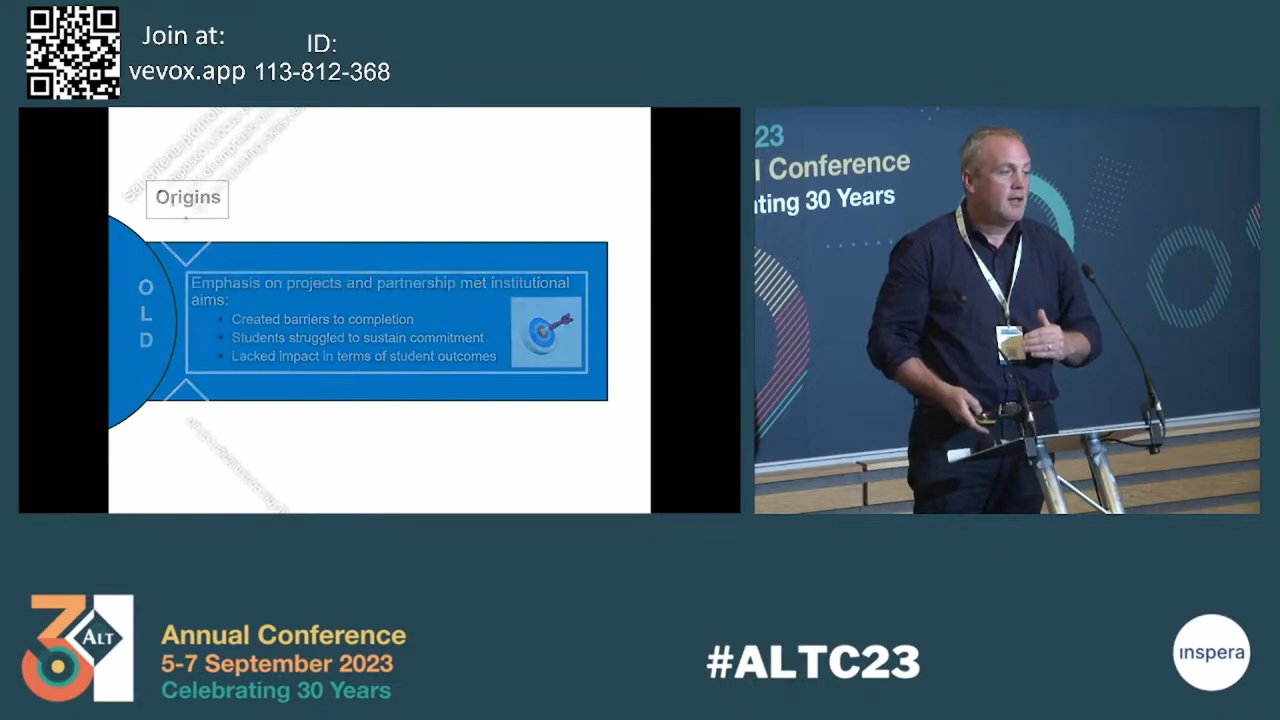 Join at:
vevox.app
ID:
113-812-368
Origins
O
L
D
Emphasis on projects and partnership met institutional
aims:
Created barriers to completion
Students struggled to sustain commitment
Lacked impact in terms of student outcomes
23
l Conference
ting 30 Years
ALT
Annual Conference
5-7 September 2023
Celebrating 30 Years
#ALTC23
inspera